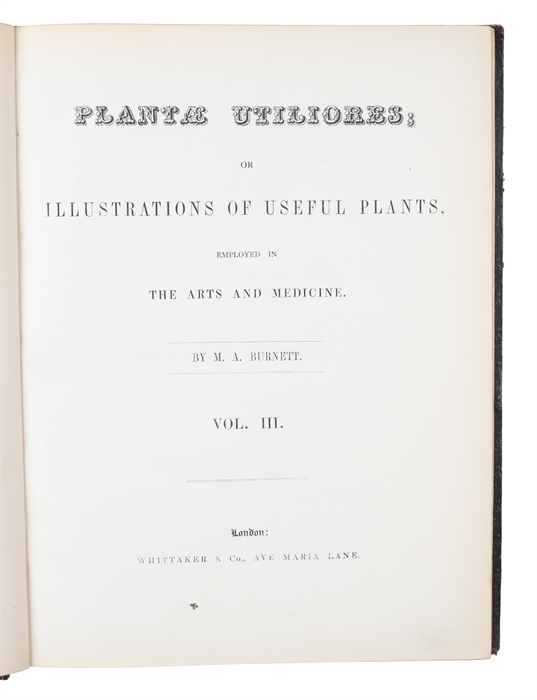 PLANTÆ UTILIORES;
OR
ILLUSTRATIONS OF USEFUL PLANTS,
EMPLOYED IN
THE ARTS AND MEDICINE.
BY M. A. BURNETT.
VOL. III.
London:
WHITTAKER & Co., AVE MARIA LANE.